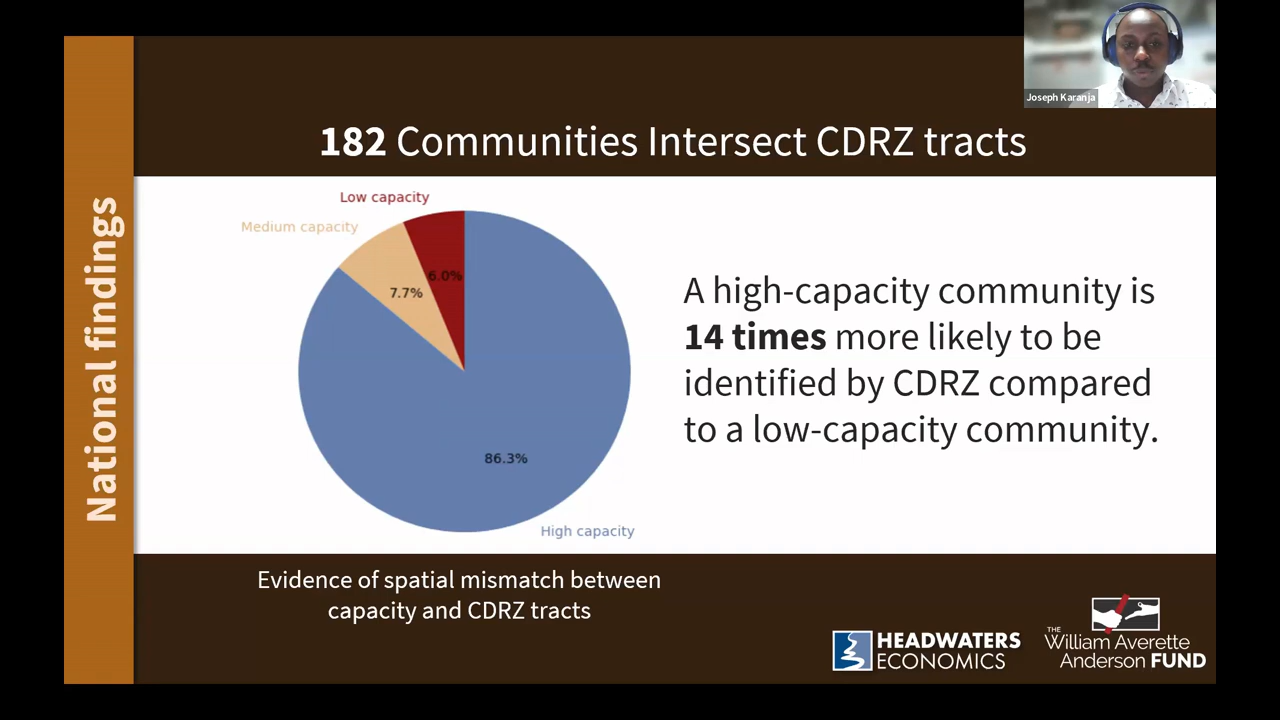 Joseph Karanja
182 Communities Intersect CDRZ tracts
National findings
Low capacity
Medium capacity
6.0%
7.7%
86.3%
High capacity
A high-capacity community is
14 times more likely to be
identified by CDRZ compared
to a low-capacity community.
Evidence of spatial mismatch between
capacity and CDRZ tracts
HEADWATERS
ECONOMICS
THE
William Averette
Anderson FUND